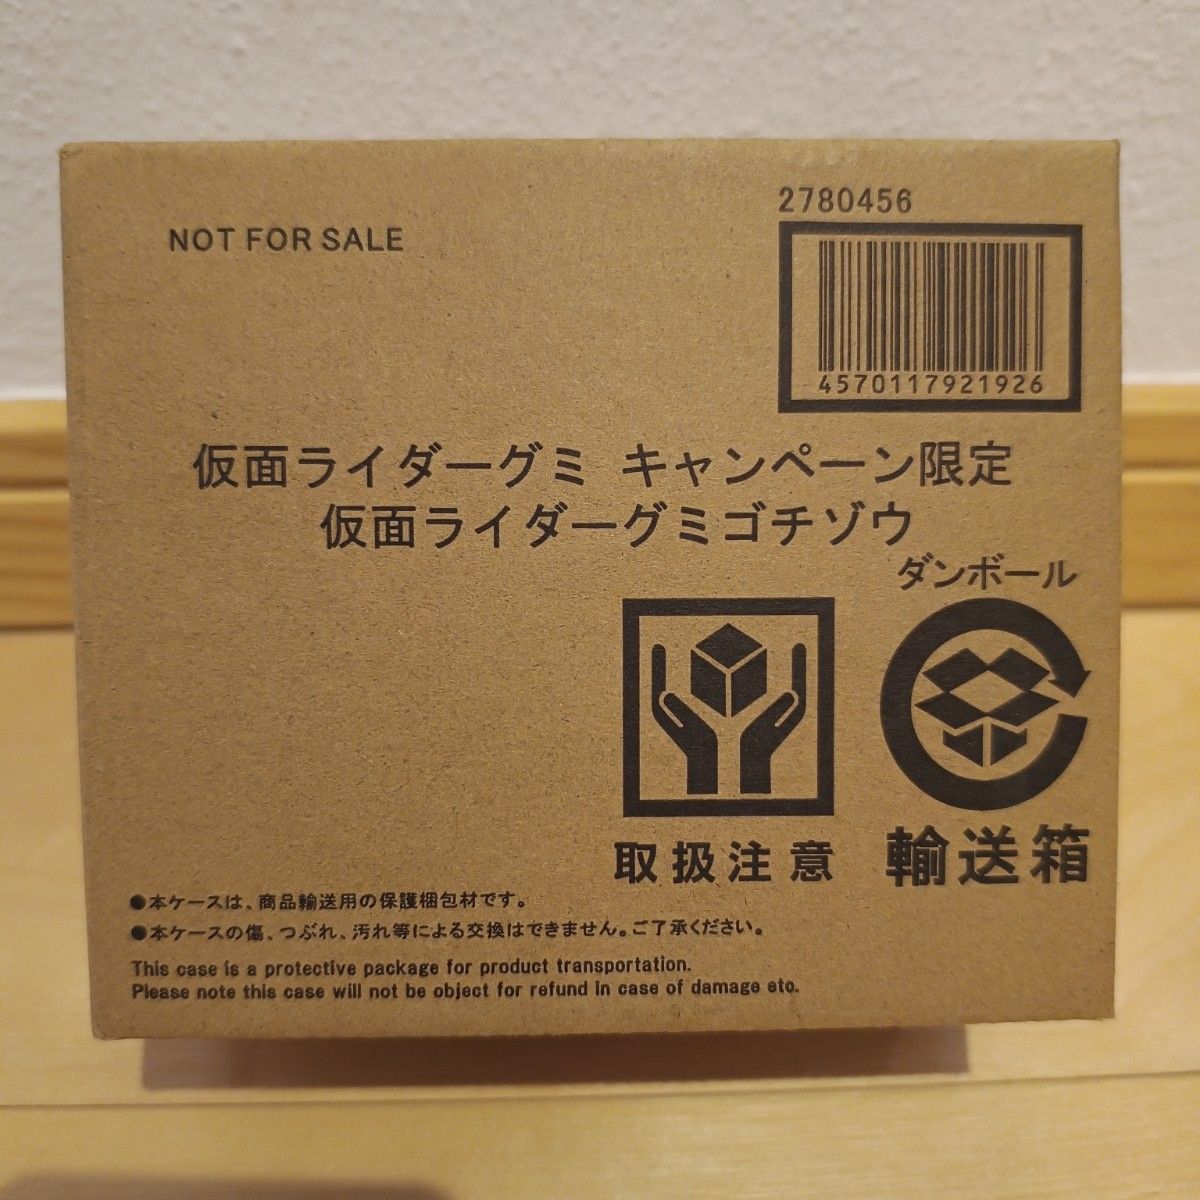 2780456
NOT FOR SALE
4570117921926
仮面ライダーグミ キャンペーン限定
仮面ライダーグミゴチゾウ
ダンボール
取扱注意
輸送箱
●本ケースは、商品輸送用の保護梱包材です。
●本ケースの傷、つぶれ、汚れ等による交換はできません。ご了承ください。
This case is a protective package for product transportation.
Please note this case will not be object for refund in case of damage etc.